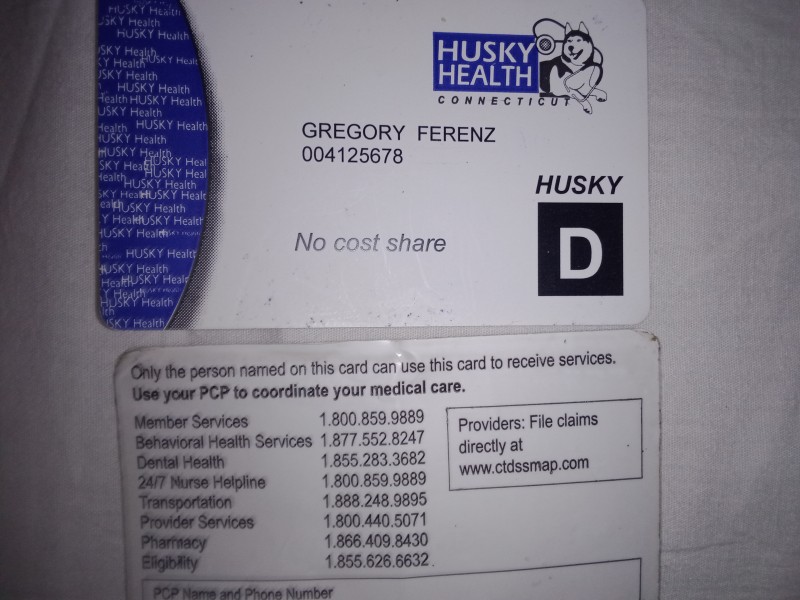 HUSKY Health
HUSKY
HEALTH
CONNECTICUT
GREGORY FERENZ
004125678
HUSKY
D
No cost share
Only the person named on this card can use this card to receive services.
Use your PCP to coordinate your medical care.
Member Services 1.800.859.9889
Behavioral Health Services 1.877.552.8247
Dental Health 1.855.283.3682
24/7 Nurse Helpline 1.800.859.9889
Transportation 1.888.248.9895
Provider Services 1.800.440.5071
Pharmacy 1.866.409.8430
Eligibility 1.855.626.6632
Providers: File claims
directly at
www.ctdssmap.com
PCP Name and Phone Number